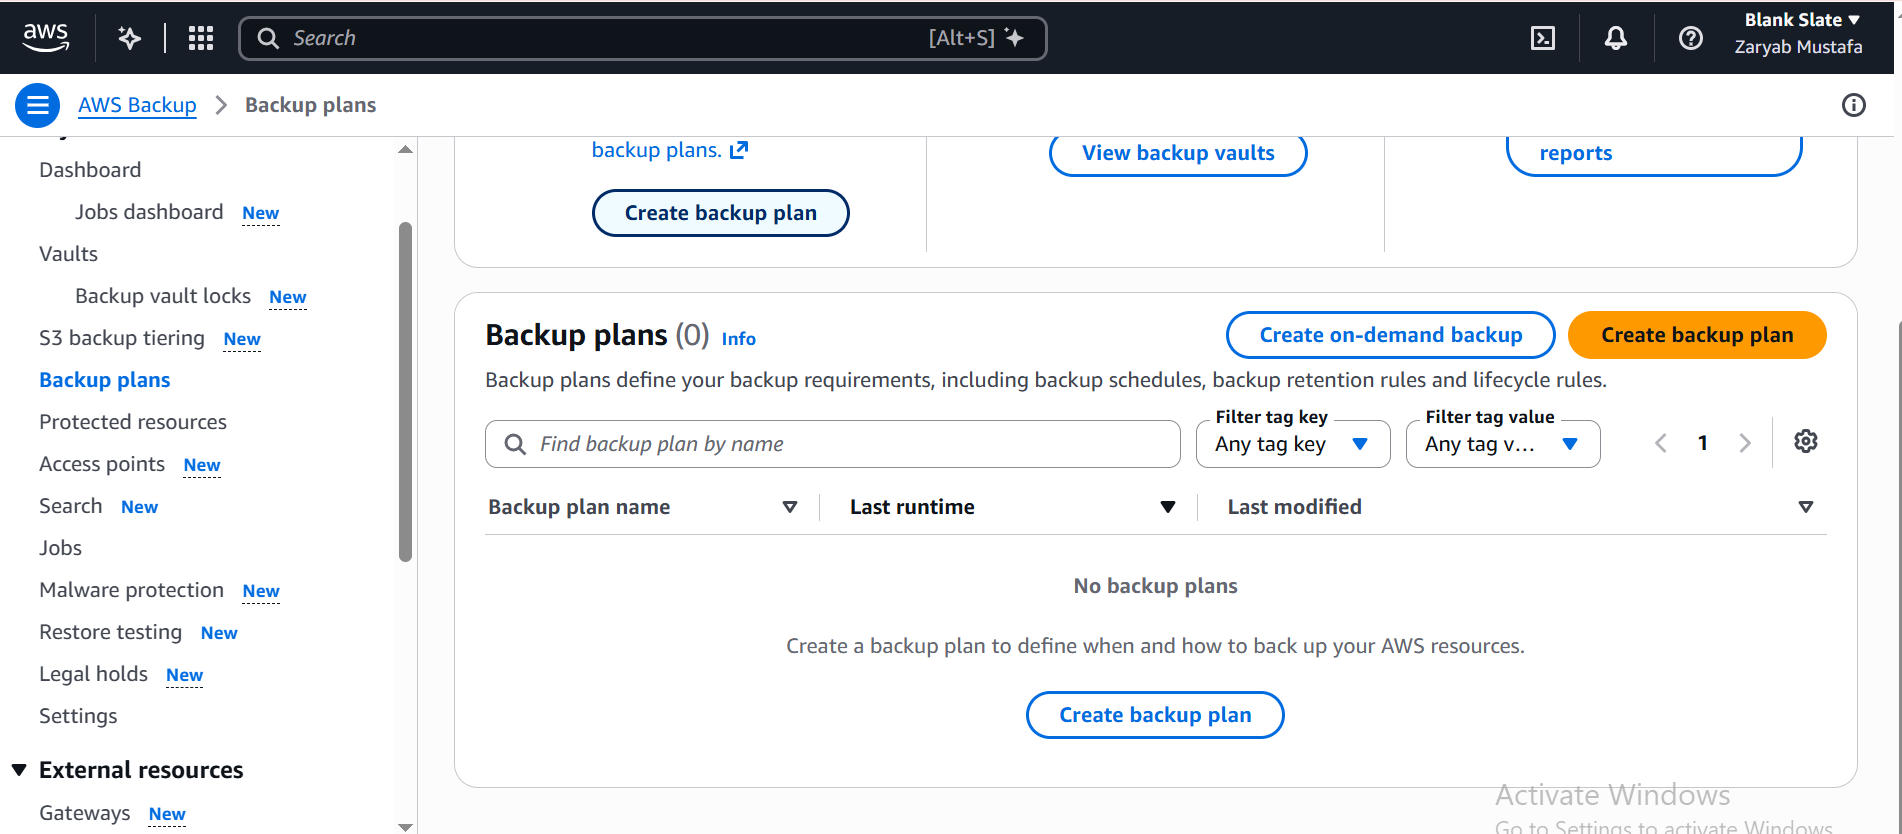 aws
Search
[Alt+S]
Blank Slate
Zaryab Mustafa
AWS Backup > Backup plans
Dashboard
Jobs dashboard New
Vaults
Backup vault locks New
S3 backup tiering New
Backup plans
Protected resources
Access points New
Search New
Jobs
Malware protection New
Restore testing New
Legal holds New
Settings
External resources
Gateways New
backup plans.
Create backup plan
View backup vaults
reports
Backup plans (0) Info
Create on-demand backup
Create backup plan
Backup plans define your backup requirements, including backup schedules, backup retention rules and lifecycle rules.
Find backup plan by name
Filter tag key
Any tag key
Filter tag value
Any tag v...
1
Backup plan name
Last runtime
Last modified
No backup plans
Create a backup plan to define when and how to back up your AWS resources.
Create backup plan
Activate Windows
Go to Settings to activate Windows.